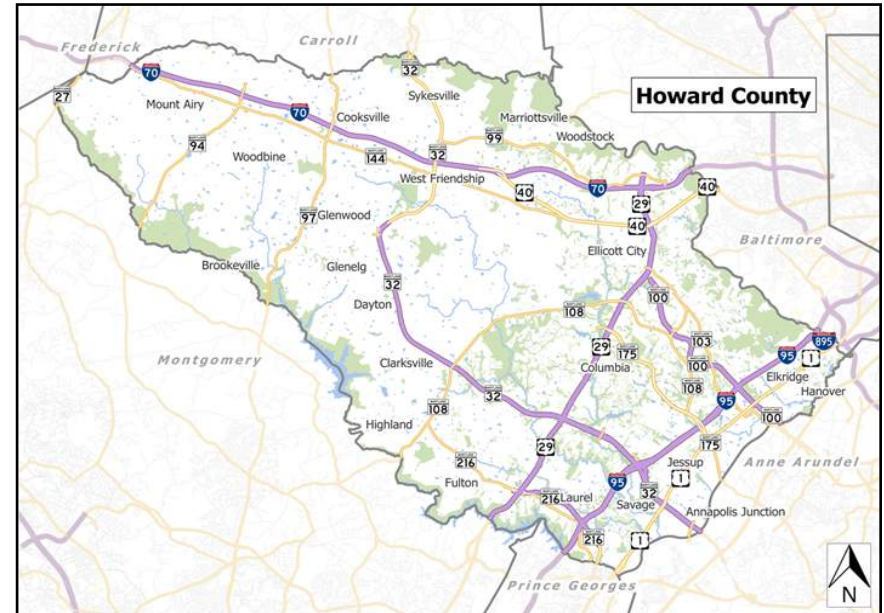 Frederick
Carroll
Howard County
27
70
Mount Airy
94
70
Cooksville
32
Sykesville
Marriottsville
Woodstock
99
Woodbine
144
32
West Friendship
40
70
29
40
40
97
Glenwood
Ellicott City
Baltimore
Brookeville
Glenelg
32
Dayton
100
108
Montgomery
29
175
Columbia
103
100
108
95
895
1
Elkridge
Hanover
Clarksville
32
95
100
Highland
108
175
29
216
Fulton
Jessup
Anne Arundel
95
1
216
Laurel
Savage
32
Annapolis Junction
216
1
Prince Georges
N